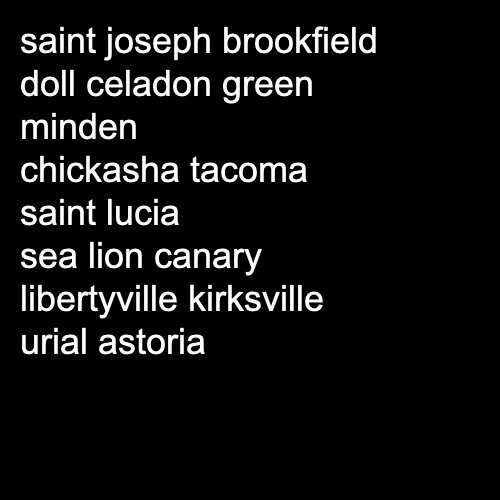 saint joseph brookfield
doll celadon green
minden
chickasha tacoma
saint lucia
sea lion canary
libertyville kirksville
urial astoria